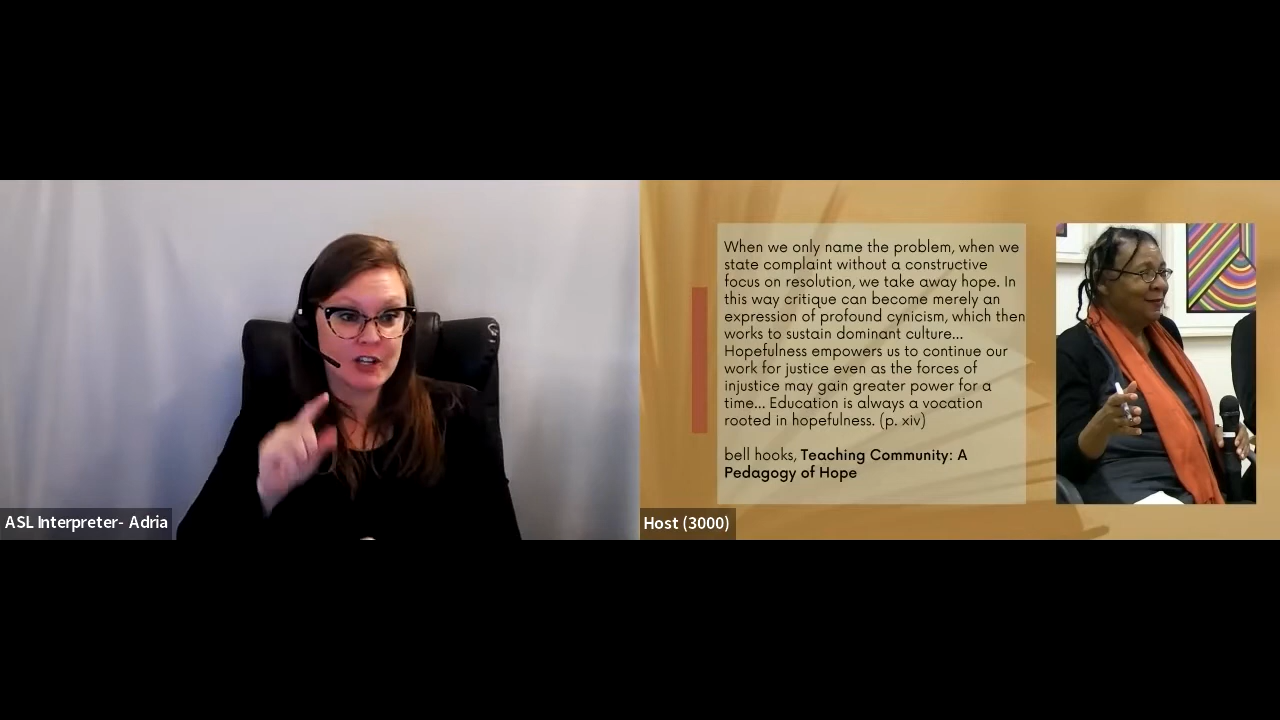 When we only name the problem, when we
state complaint without a constructive
focus on resolution, we take away hope. In
this way critique can become merely an
expression of profound cynicism, which then
works to sustain dominant culture...
Hopefulness empowers us to continue our
work for justice even as the forces of
injustice may gain greater power for a
time... Education is always a vocation
rooted in hopefulness. (p. xiv)
bell hooks, Teaching Community: A
Pedagogy of Hope
ASL Interpreter- Adria
Host (3000)